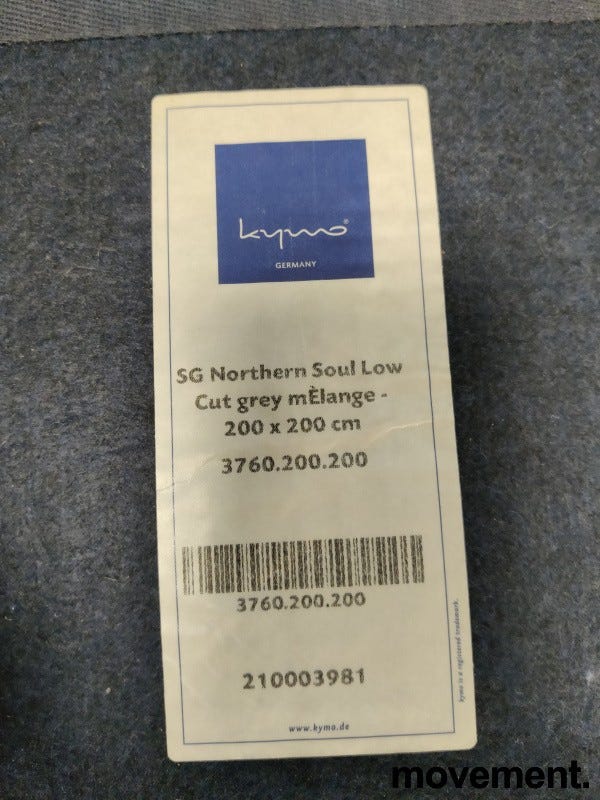 kymo®
GERMANY
SG Northern Soul Low
Cut grey mÈlange -
200 x 200 cm
3760.200.200
3760.200.200
210003981
www.kymo.de
kymo is a registered trademark.
movement.